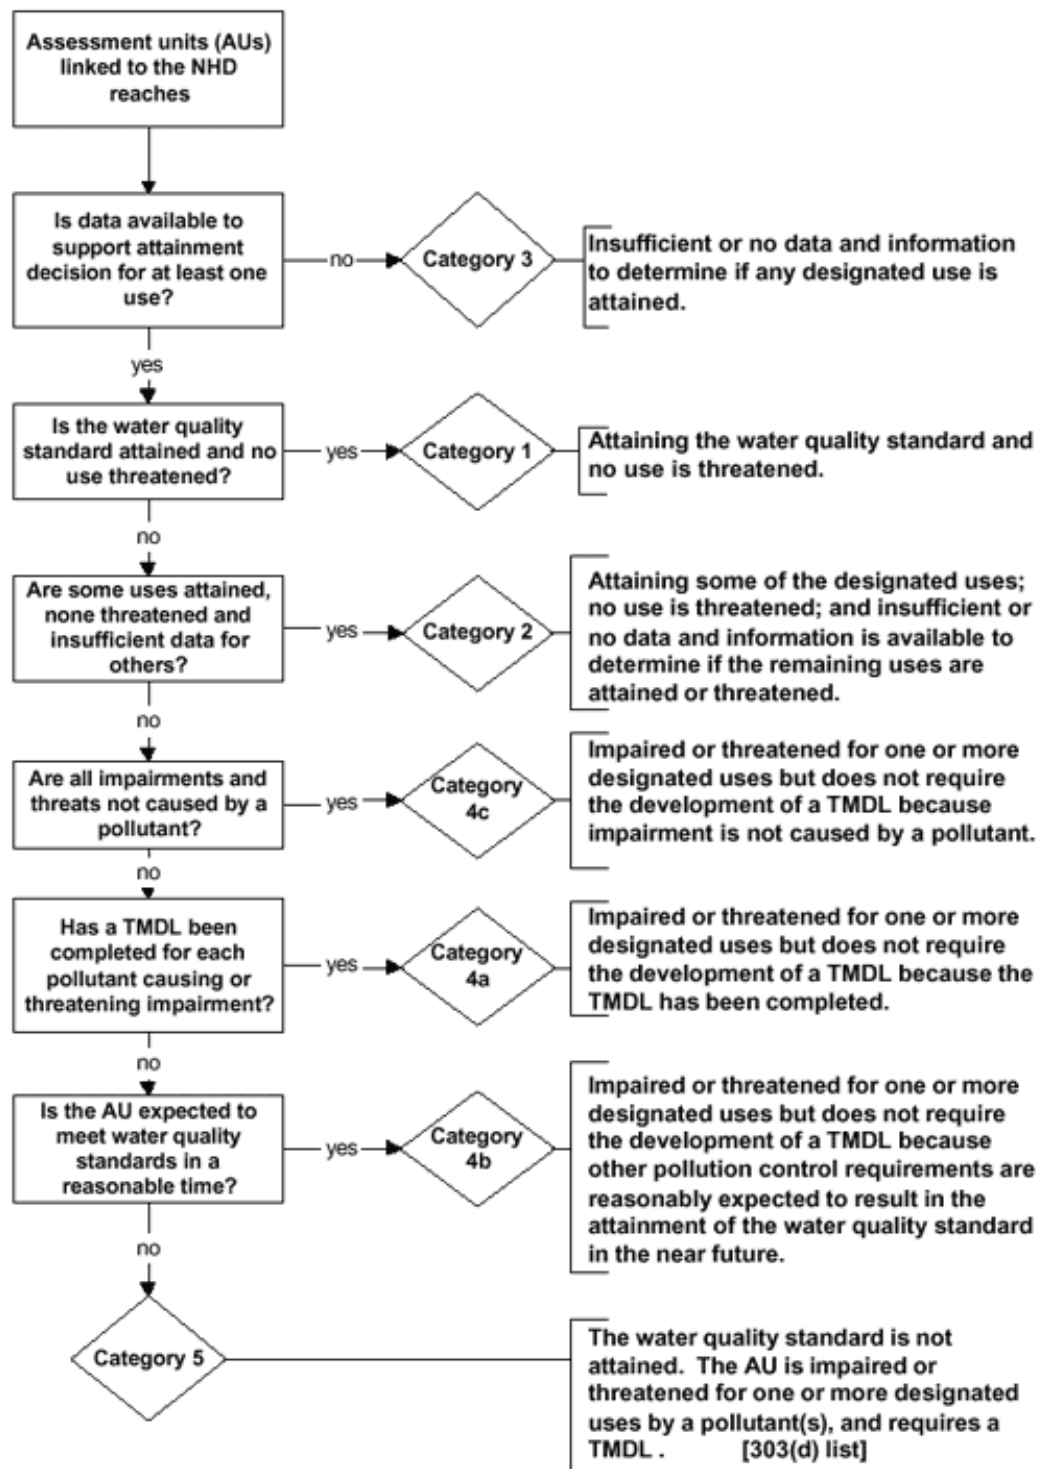 Assessment units (AUs)
linked to the NHD
reaches
Is data available to
support attainment
decision for at least one
use?
no
Category 3
Insufficient or no data and information
to determine if any designated use is
attained.
yes
Is the water quality
standard attained and no
use threatened?
yes
Category 1
Attaining the water quality standard and
no use is threatened.
no
Are some uses attained,
none threatened and
insufficient data for
others?
yes
Category 2
Attaining some of the designated uses;
no use is threatened; and insufficient or
no data and information is available to
determine if the remaining uses are
attained or threatened.
no
Are all impairments and
threats not caused by a
pollutant?
yes
Category
4c
Impaired or threatened for one or more
designated uses but does not require
the development of a TMDL because
impairment is not caused by a pollutant.
no
Has a TMDL been
completed for each
pollutant causing or
threatening impairment?
yes
Category
4a
Impaired or threatened for one or more
designated uses but does not require
the development of a TMDL because the
TMDL has been completed.
no
Is the AU expected to
meet water quality
standards in a
reasonable time?
yes
Category
4b
Impaired or threatened for one or more
designated uses but does not require
the development of a TMDL because
other pollution control requirements are
reasonably expected to result in the
attainment of the water quality standard
in the near future.
no
Category 5
The water quality standard is not
attained. The AU is impaired or
threatened for one or more designated
uses by a pollutant(s), and requires a
TMDL . [303(d) list]